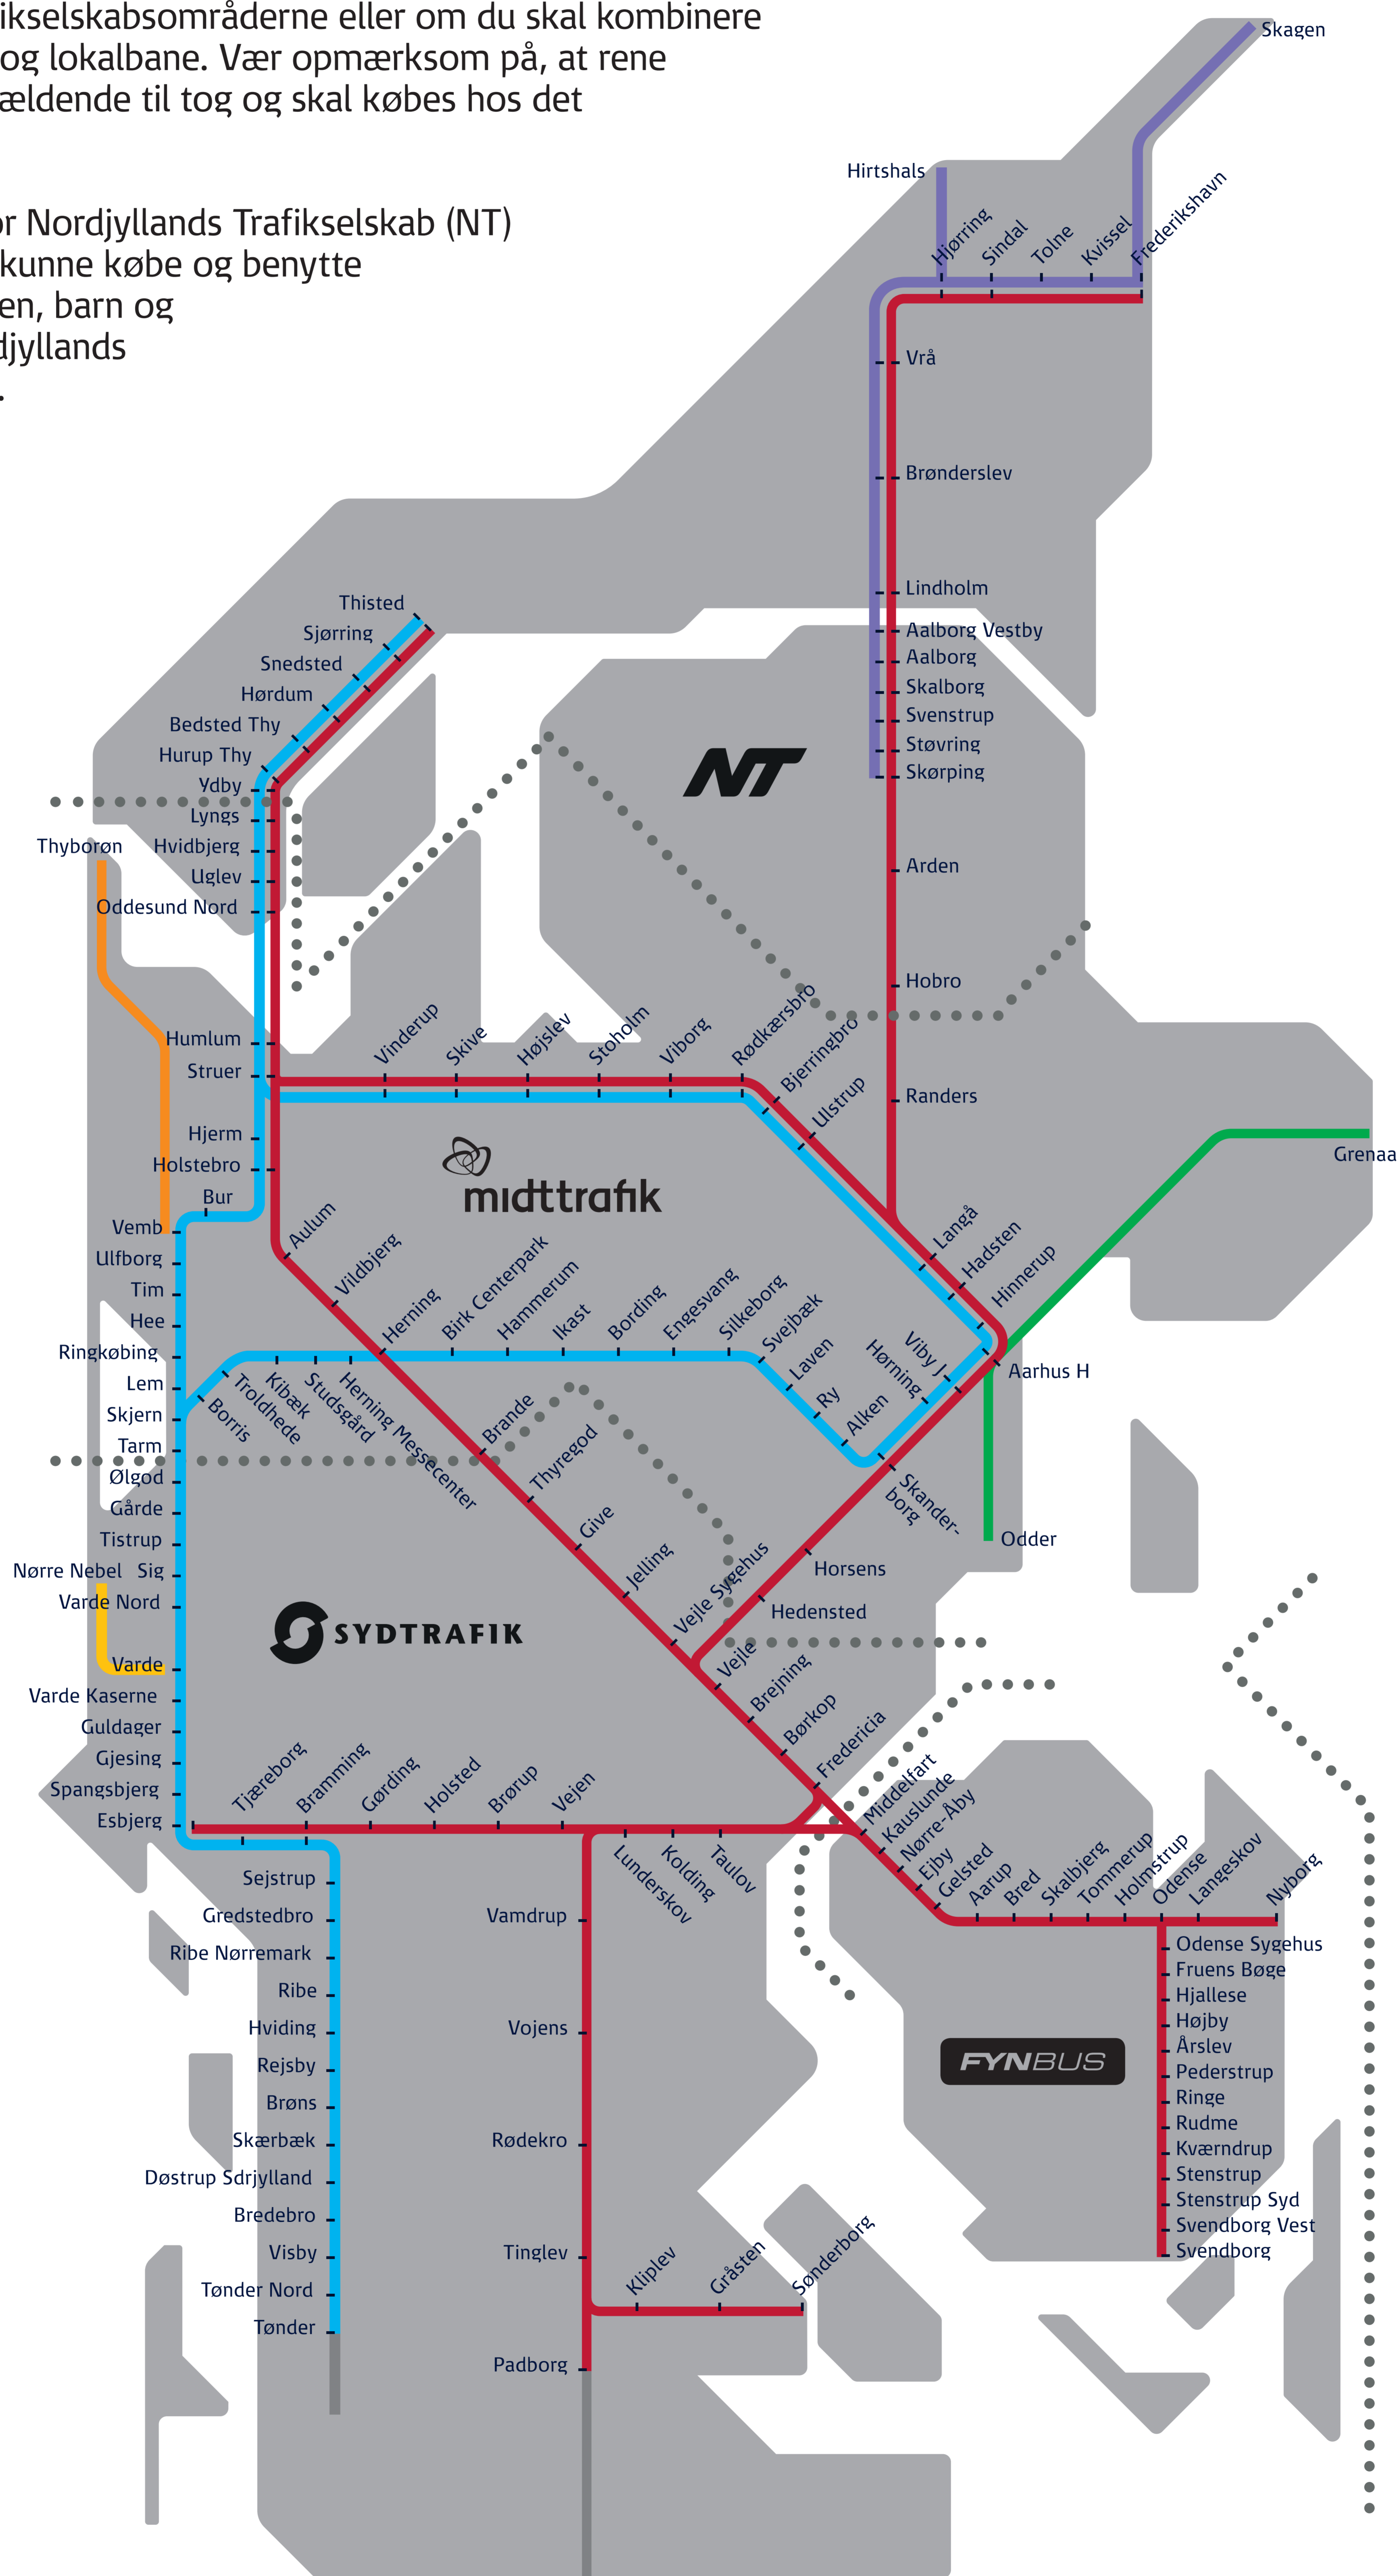 ikselskabsområderne eller om du skal kombinere
og lokalbane. Vær opmærksom på, at rene
ældende til tog og skal købes hos det
or Nordjyllands Trafikselskab (NT)
kunne købe og benytte
en, barn og
djyllands
.
Skagen
Hirtshals
Hjørring
Sindal
Tolne
Kvissel
Frederikshavn
Vrå
Brønderslev
Lindholm
Aalborg Vestby
Aalborg
Skalborg
Svenstrup
Støvring
Skørping
NT
Arden
Hobro
Randers
Thisted
Sjørring
Snedsted
Hørdum
Bedsted Thy
Hurup Thy
Ydby
Lyngs
Thyborøn
Hvidbjerg
Uglev
Oddesund Nord
Humlum
Struer
Vinderup
Skive
Højslev
Stoholm
Viborg
Rødkærsbro
Bjerringbro
Ulstrup
Langå
Hadsten
Hinnerup
Grenaa
Aarhus H
Odder
Hjerm
Holstebro
Bur
midttrafik
Vemb
Ulfborg
Tim
Hee
Ringkøbing
Lem
Skjern
Tarm
Ølgod
Gårde
Tistrup
Nørre Nebel
Sig
Varde Nord
Varde
Varde Kaserne
Guldager
Gjesing
Spangsbjerg
Esbjerg
Aulum
Vildbjerg
Herning
Birk Centerpark
Hammerum
Ikast
Bording
Engesvang
Silkeborg
Svejbæk
Laven
Ry
Alken
Hørning
Viby J
Skander-
borg
Borris
Troldhede
Kibæk
Studsgård
Herning Messecenter
Brande
Thyregod
Give
Jelling
Vejle Sygehus
Horsens
Hedensted
Vejle
Brejning
Børkop
Fredericia
SYDTRAFIK
Tjæreborg
Bramming
Gørding
Holsted
Brørup
Vejen
Lunderskov
Kolding
Taulov
Middelfart
Kauslunde
Nørre-Åby
Ejby
Gelsted
Aarup
Bred
Skalbjerg
Tommerup
Holmstrup
Odense
Langeskov
Nyborg
Sejstrup
Gredstedbro
Ribe Nørremark
Ribe
Hviding
Rejsby
Brøns
Skærbæk
Døstrup Sdrjylland
Bredebro
Visby
Tønder Nord
Tønder
Vamdrup
Vojens
Rødekro
Tinglev
Padborg
Kliplev
Gråsten
Sønderborg
Odense Sygehus
Fruens Bøge
Hjallese
Højby
Årslev
Pederstrup
Ringe
Rudme
Kværndrup
Stenstrup
Stenstrup Syd
Svendborg Vest
Svendborg
FYNBUS